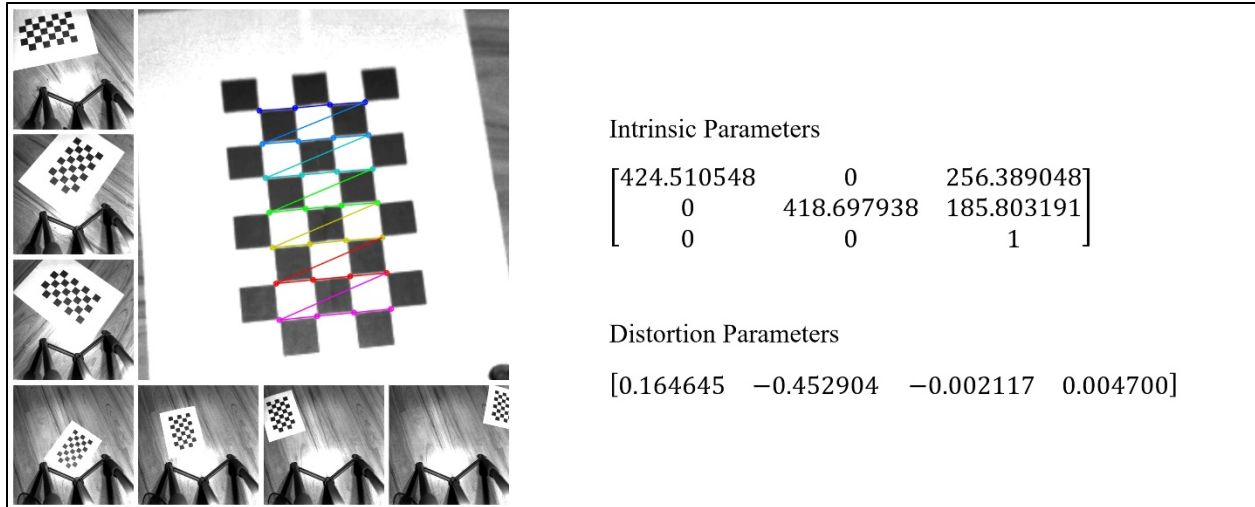 Intrinsic Parameters
[424.510548 0 256.389048]
[0 418.697938 185.803191]
[0 0 1]
Distortion Parameters
[0.164645 −0.452904 −0.002117 0.004700]